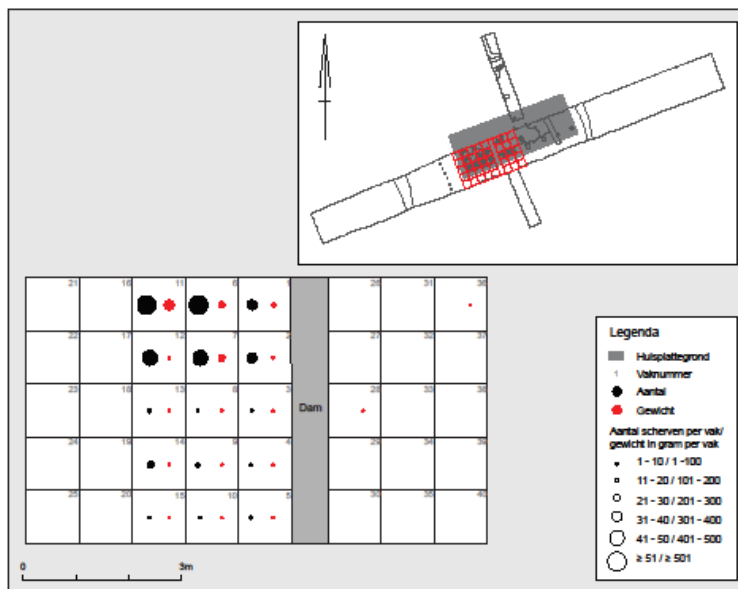 21 16 11 6 1 26 31 36
22 17 12 7 2 27 32 37
23 18 13 8 3 28 33 38
Dam
24 19 14 9 4 29 34 39
25 20 15 10 5 30 35 40
0 3m
Legenda
Huisplattegrond
1 Vaknummer
Aantal
Gewicht
Aantal scherven per vak/
gewicht in gram per vak
1 - 10 / 1 -100
11 - 20 / 101 - 200
21 - 30 / 201 - 300
31 - 40 / 301 - 400
41 - 50 / 401 - 500
≥ 51 / ≥ 501